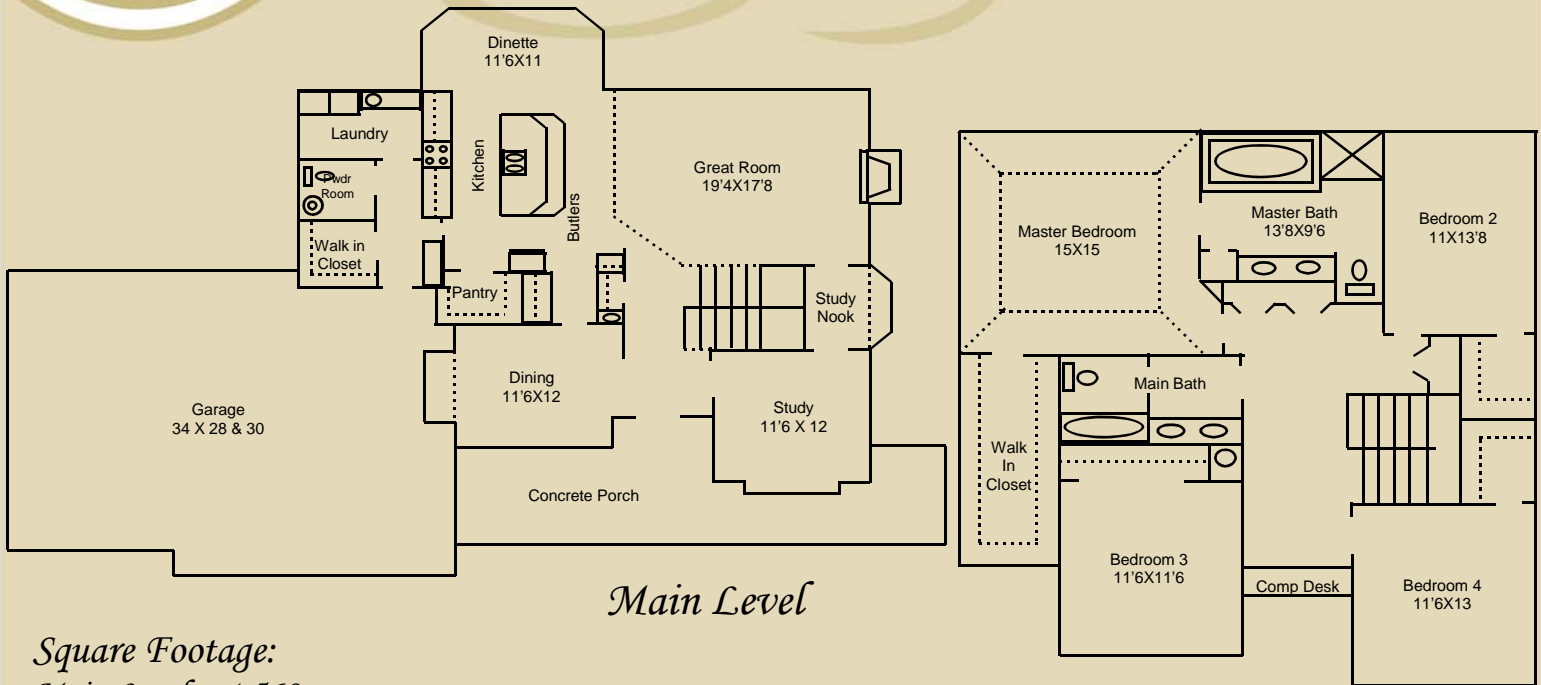 Dinette
11'6X11
Laundry
Kitchen
Pwdr
Room
Great Room
19'4X17'8
Butlers
Walk in
Closet
Pantry
Study
Nook
Dining
11'6X12
Garage
34 X 28 & 30
Study
11'6 X 12
Concrete Porch
Main Level
Master Bedroom
15X15
Master Bath
13'8X9'6
Bedroom 2
11X13'8
Main Bath
Walk
In
Closet
Bedroom 3
11'6X11'6
Comp Desk
Bedroom 4
11'6X13
Square Footage: